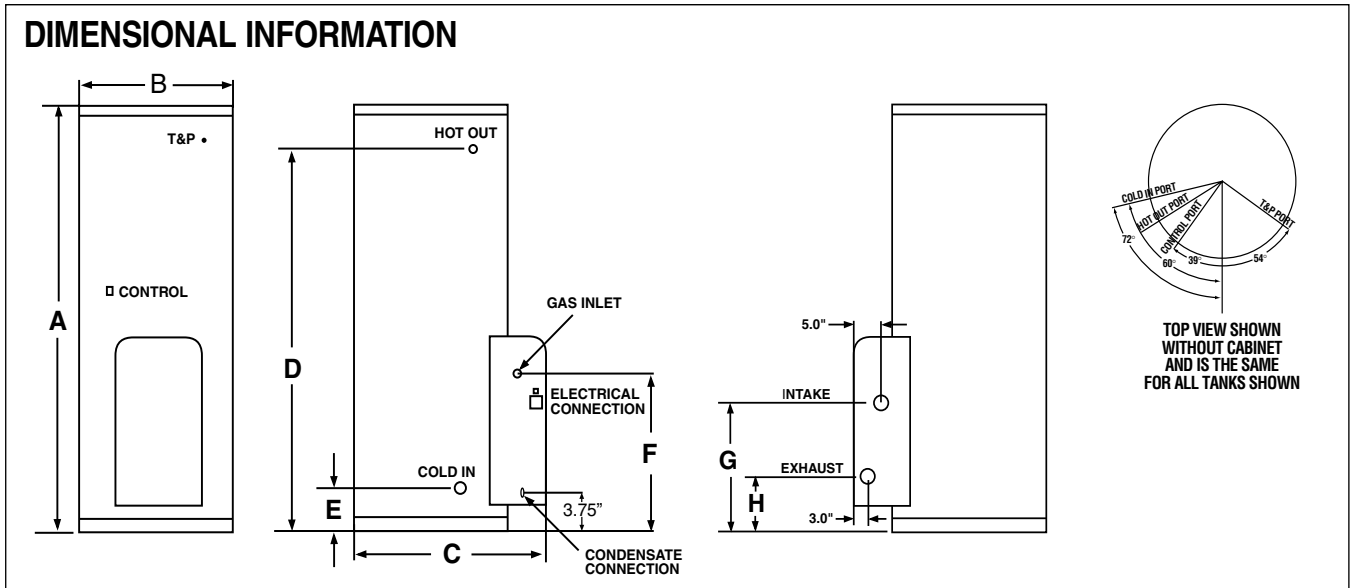 DIMENSIONAL INFORMATION
B
T&P
A
CONTROL
HOT OUT
D
GAS INLET
ELECTRICAL
CONNECTION
F
COLD IN
E
3.75”
C
CONDENSATE
CONNECTION
5.0"
INTAKE
G
EXHAUST
H
3.0"
COLD IN PORT
HOT OUT PORT
CONTROL PORT
T&P PORT
72°
60°
39°
54°
TOP VIEW SHOWN
WITHOUT CABINET
AND IS THE SAME
FOR ALL TANKS SHOWN